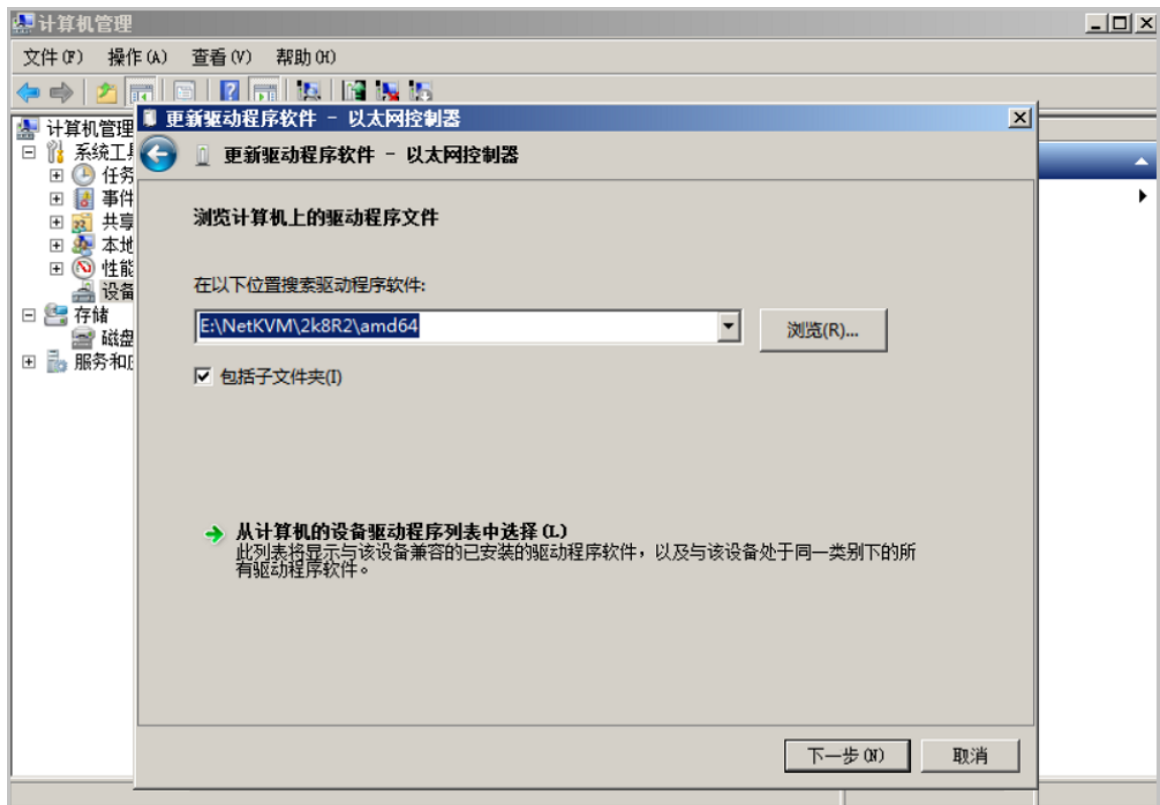 计算机管理
文件(F) 操作(A) 查看(V) 帮助(H)
计算机管理
系统工具
任务
事件
共享
本地
性能
设备
存储
磁盘
服务和应
更新驱动程序软件 - 以太网控制器
更新驱动程序软件 - 以太网控制器
浏览计算机上的驱动程序文件
在以下位置搜索驱动程序软件:
E:\NetKVM\2k8R2\amd64
浏览(R)...
包括子文件夹(I)
从计算机的设备驱动程序列表中选择(L)
此列表将显示与该设备兼容的已安装的驱动程序软件，以及与该设备处于同一类别下的所
有驱动程序软件。
下一步(N) 取消